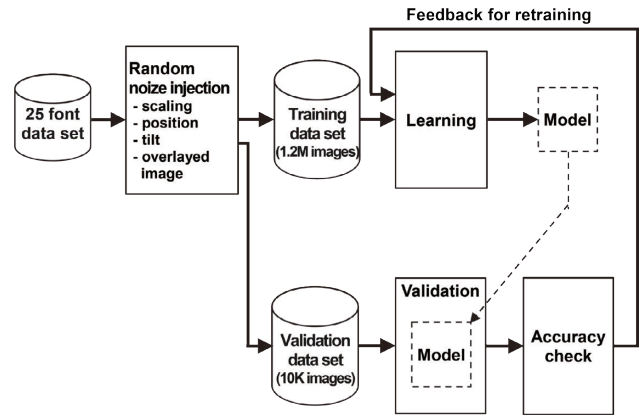 Feedback for retraining
25 font
data set
Random
noize injection
- scaling
- position
- tilt
- overlayed
image
Training
data set
(1.2M images)
Learning
Model
Validation
data set
(10K images)
Validation
Model
Accuracy
check